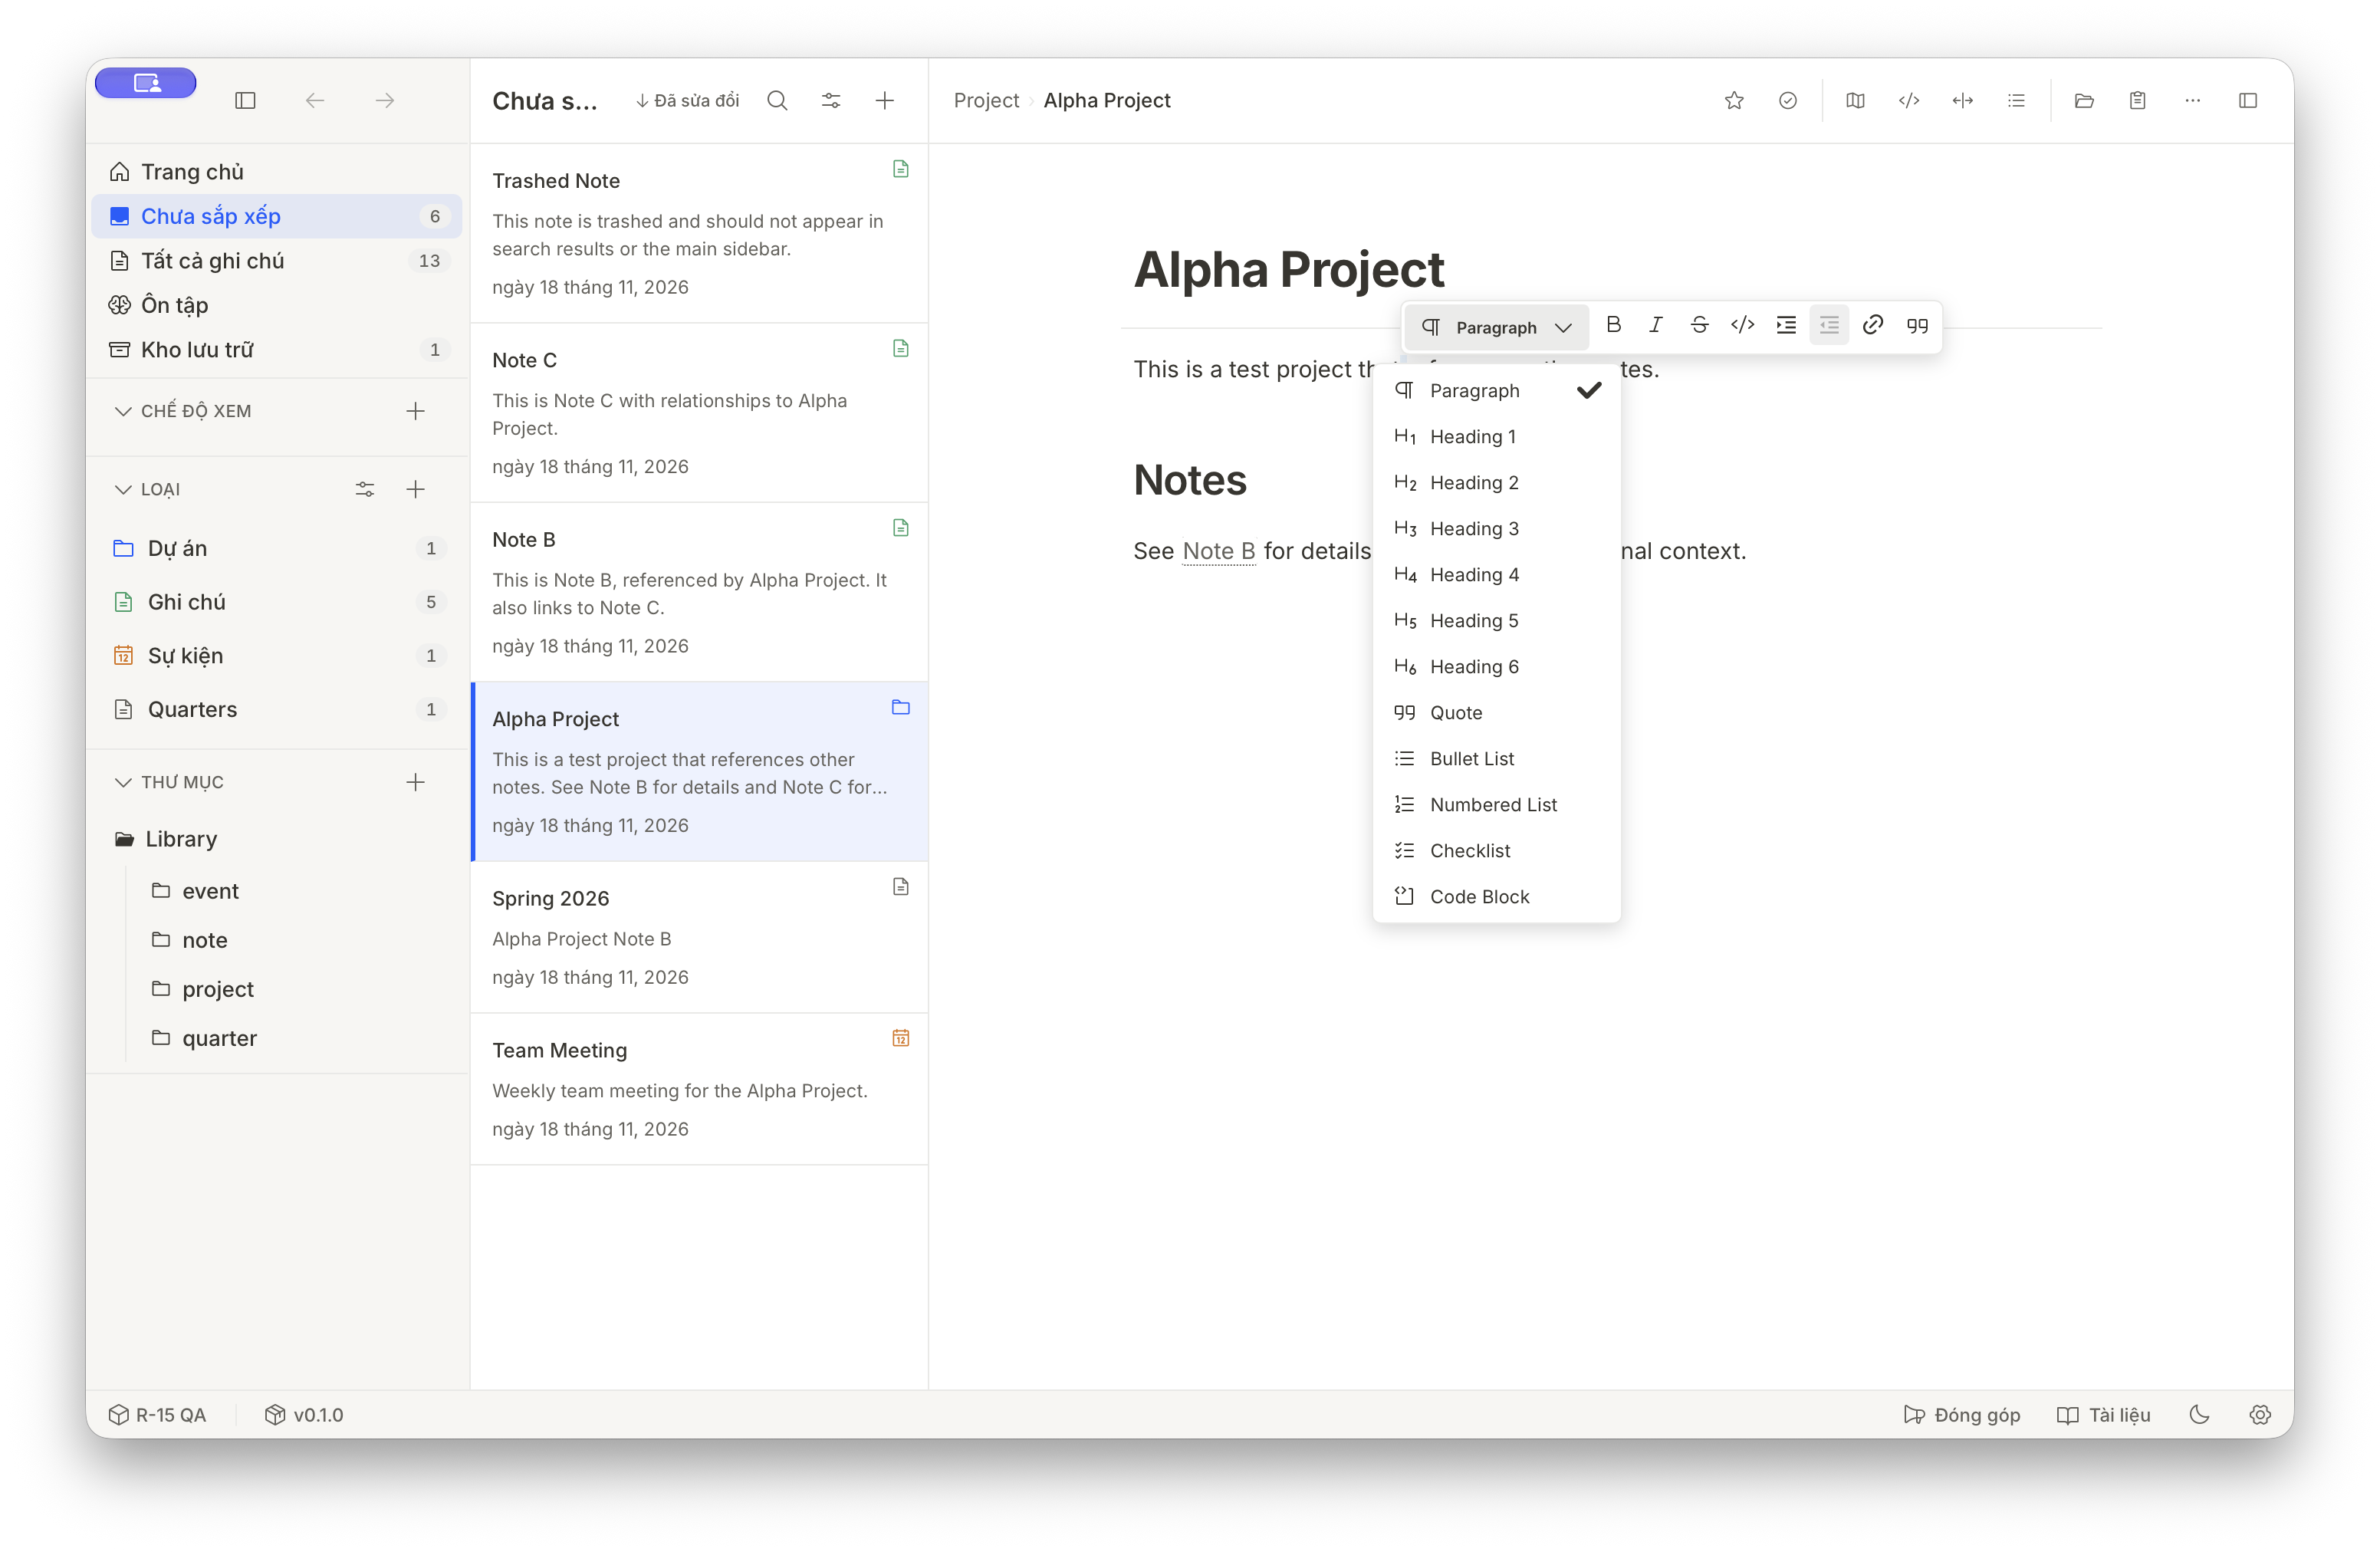 Trang chủ
Chưa sắp xếp 6
Tất cả ghi chú 13
Ôn tập
Kho lưu trữ 1
CHẾ ĐỘ XEM
LOẠI
Dự án 1
Ghi chú 5
Sự kiện 1
Quarters 1
THƯ MỤC
Library
event
note
project
quarter
Chưa s... Đã sửa đổi
Trashed Note
This note is trashed and should not appear in
search results or the main sidebar.
ngày 18 tháng 11, 2026
Note C
This is Note C with relationships to Alpha
Project.
ngày 18 tháng 11, 2026
Note B
This is Note B, referenced by Alpha Project. It
also links to Note C.
ngày 18 tháng 11, 2026
Alpha Project
This is a test project that references other
notes. See Note B for details and Note C for...
ngày 18 tháng 11, 2026
Spring 2026
Alpha Project Note B
ngày 18 tháng 11, 2026
Team Meeting
Weekly team meeting for the Alpha Project.
ngày 18 tháng 11, 2026
Project › Alpha Project
Alpha Project
Paragraph
This is a test project
Paragraph
H1 Heading 1
H2 Heading 2
H3 Heading 3
H4 Heading 4
H5 Heading 5
H6 Heading 6
Quote
Bullet List
Numbered List
Checklist
Code Block
Notes
See Note B for details context.
R-15 QA v0.1.0
Đóng góp Tài liệu